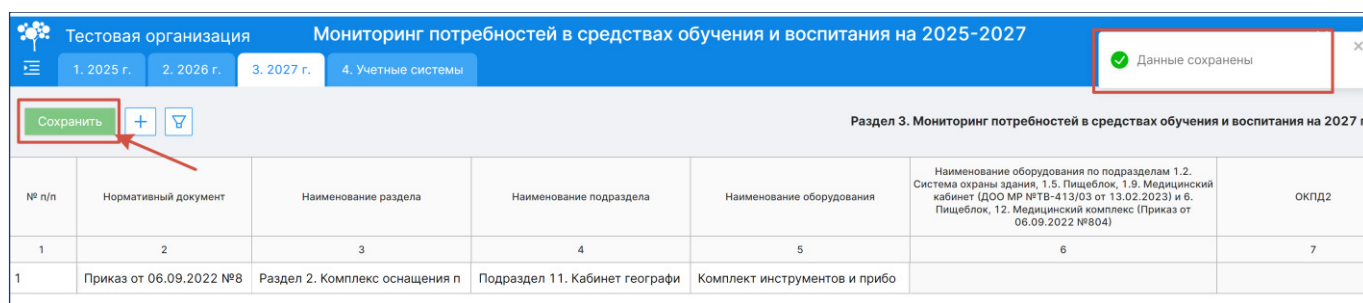 Тестовая организация
Мониторинг потребностей в средствах обучения и воспитания на 2025-2027
Данные сохранены
1. 2025 г.
2. 2026 г.
3. 2027 г.
4. Учетные системы
Сохранить
Раздел 3. Мониторинг потребностей в средствах обучения и воспитания на 2027 г
№ п/п
Нормативный документ
Наименование раздела
Наименование подраздела
Наименование оборудования
Наименование оборудования по подразделам 1.2.
Система охраны здания, 1.5. Пищеблок, 1.9. Медицинский
кабинет (ДОО МР №ТВ-413/03 от 13.02.2023) и 6.
Пищеблок, 12. Медицинский комплекс (Приказ от
06.09.2022 №804)
ОКПД2
1 2 3 4 5 6 7
1 Приказ от 06.09.2022 №8 Раздел 2. Комплекс оснащения п Подраздел 11. Кабинет географи Комплект инструментов и прибо